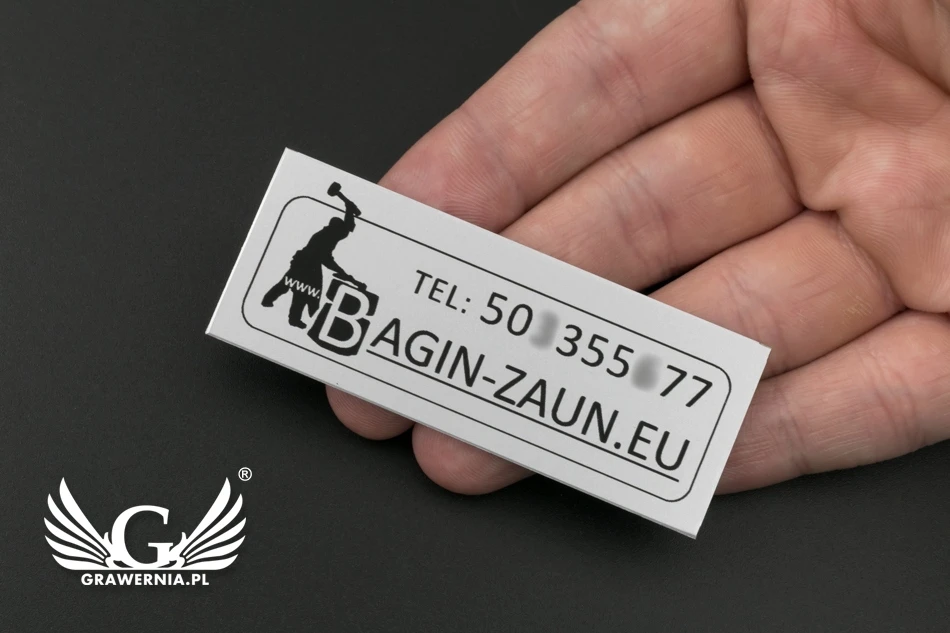 TEL: 50 355 77
www.
BAGIN-ZAUN.EU
®
G
GRAWERNIA.PL